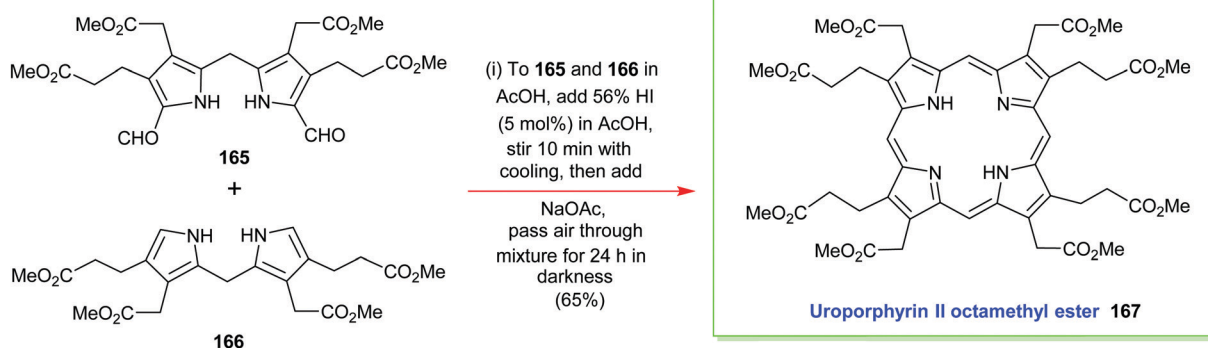 MeO2C
CO2Me
MeO2C
CO2Me
NH
HN
CHO
CHO
165
+
NH
HN
MeO2C
CO2Me
MeO2C
CO2Me
166
(i) To 165 and 166 in
AcOH, add 56% HI
(5 mol%) in AcOH,
stir 10 min with
cooling, then add
NaOAc,
pass air through
mixture for 24 h in
darkness
(65%)
MeO2C
CO2Me
MeO2C
CO2Me
NH
N
N
HN
MeO2C
CO2Me
MeO2C
CO2Me
Uroporphyrin II octamethyl ester 167